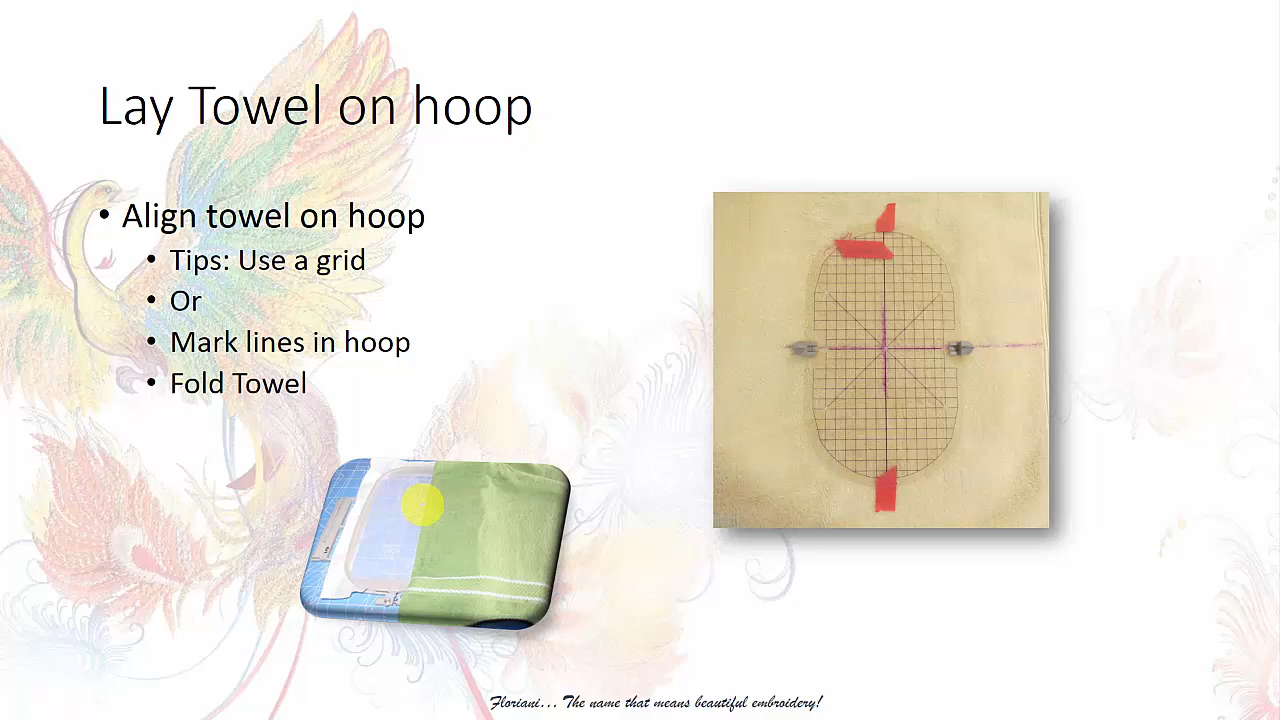 Lay Towel on hoop
• Align towel on hoop
• Tips: Use a grid
• Or
• Mark lines in hoop
• Fold Towel
Floriani... The name that means beautiful embroidery!